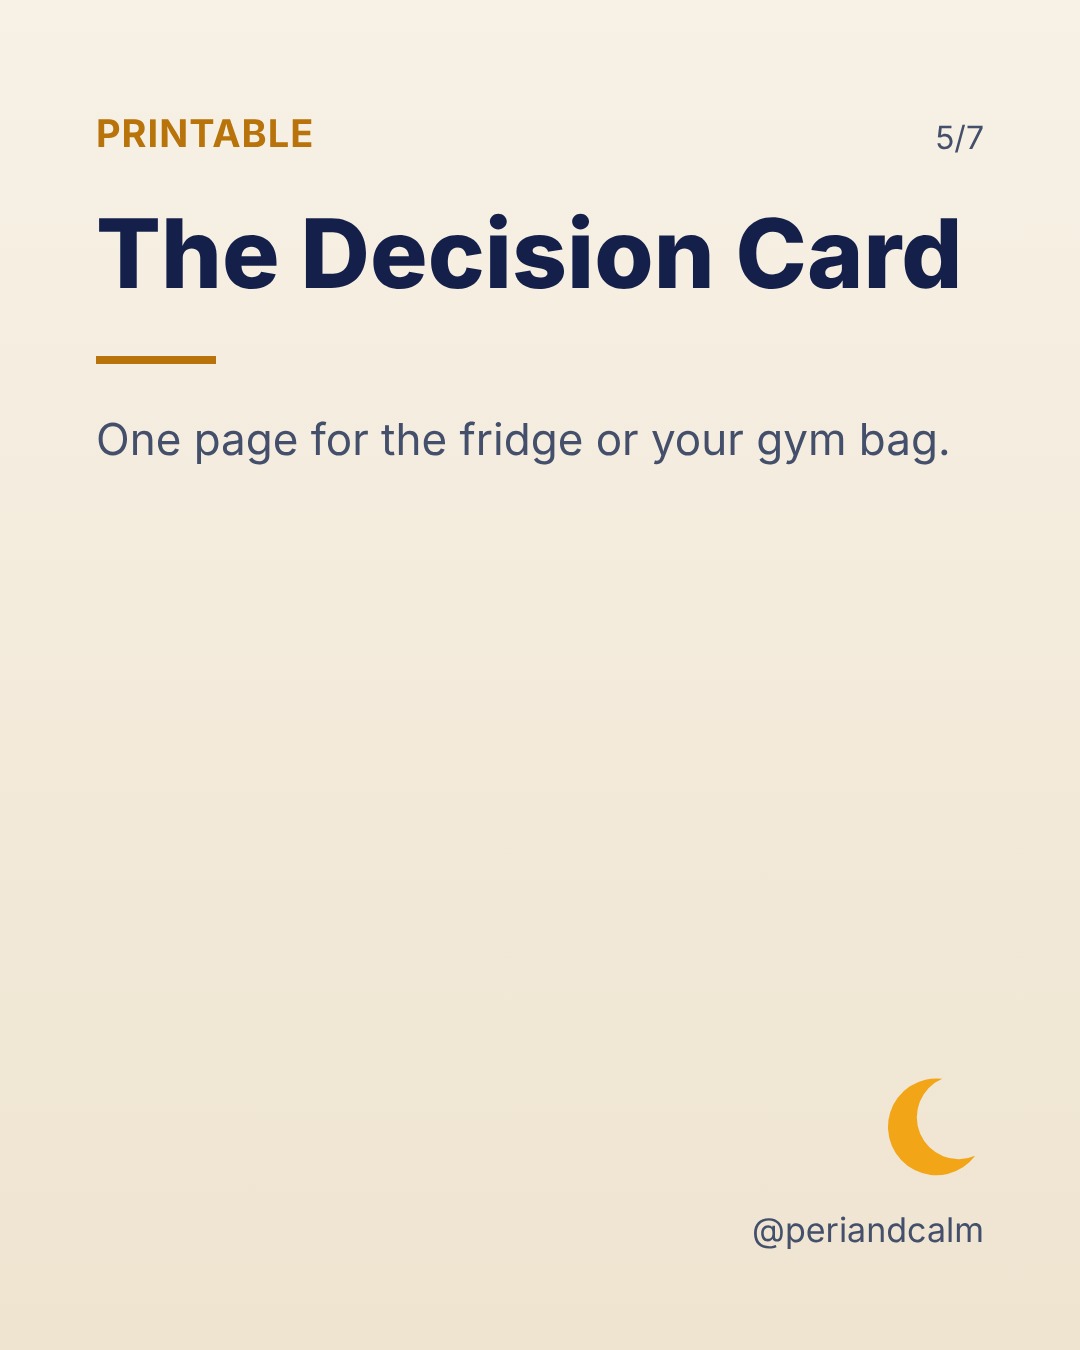 PRINTABLE
5/7
The Decision Card
One page for the fridge or your gym bag.
@periandcalm